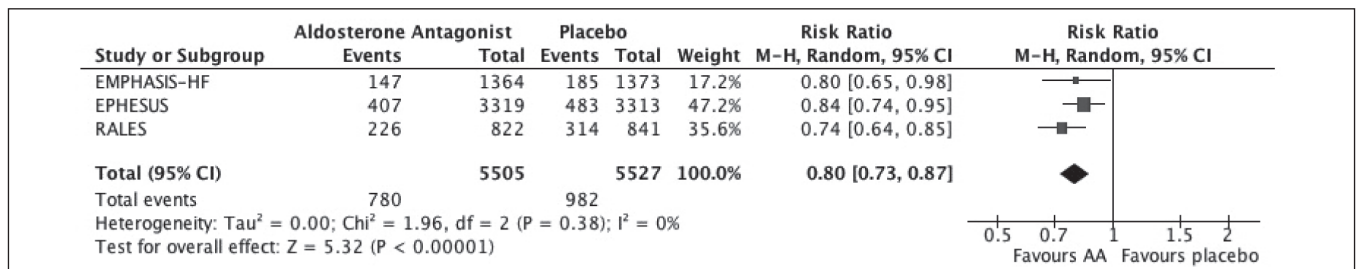 Aldosterone Antagonist Placebo Risk Ratio Risk Ratio
Study or Subgroup Events Total Events Total Weight M-H, Random, 95% CI M-H, Random, 95% CI
EMPHASIS-HF 147 1364 185 1373 17.2% 0.80 [0.65, 0.98]
EPHESUS 407 3319 483 3313 47.2% 0.84 [0.74, 0.95]
RALES 226 822 314 841 35.6% 0.74 [0.64, 0.85]
Total (95% CI) 5505 5527 100.0% 0.80 [0.73, 0.87]
Total events 780 982
Heterogeneity: Tau² = 0.00; Chi² = 1.96, df = 2 (P = 0.38); I² = 0%
Test for overall effect: Z = 5.32 (P < 0.00001)
0.5 0.7 1 1.5 2
Favours AA Favours placebo